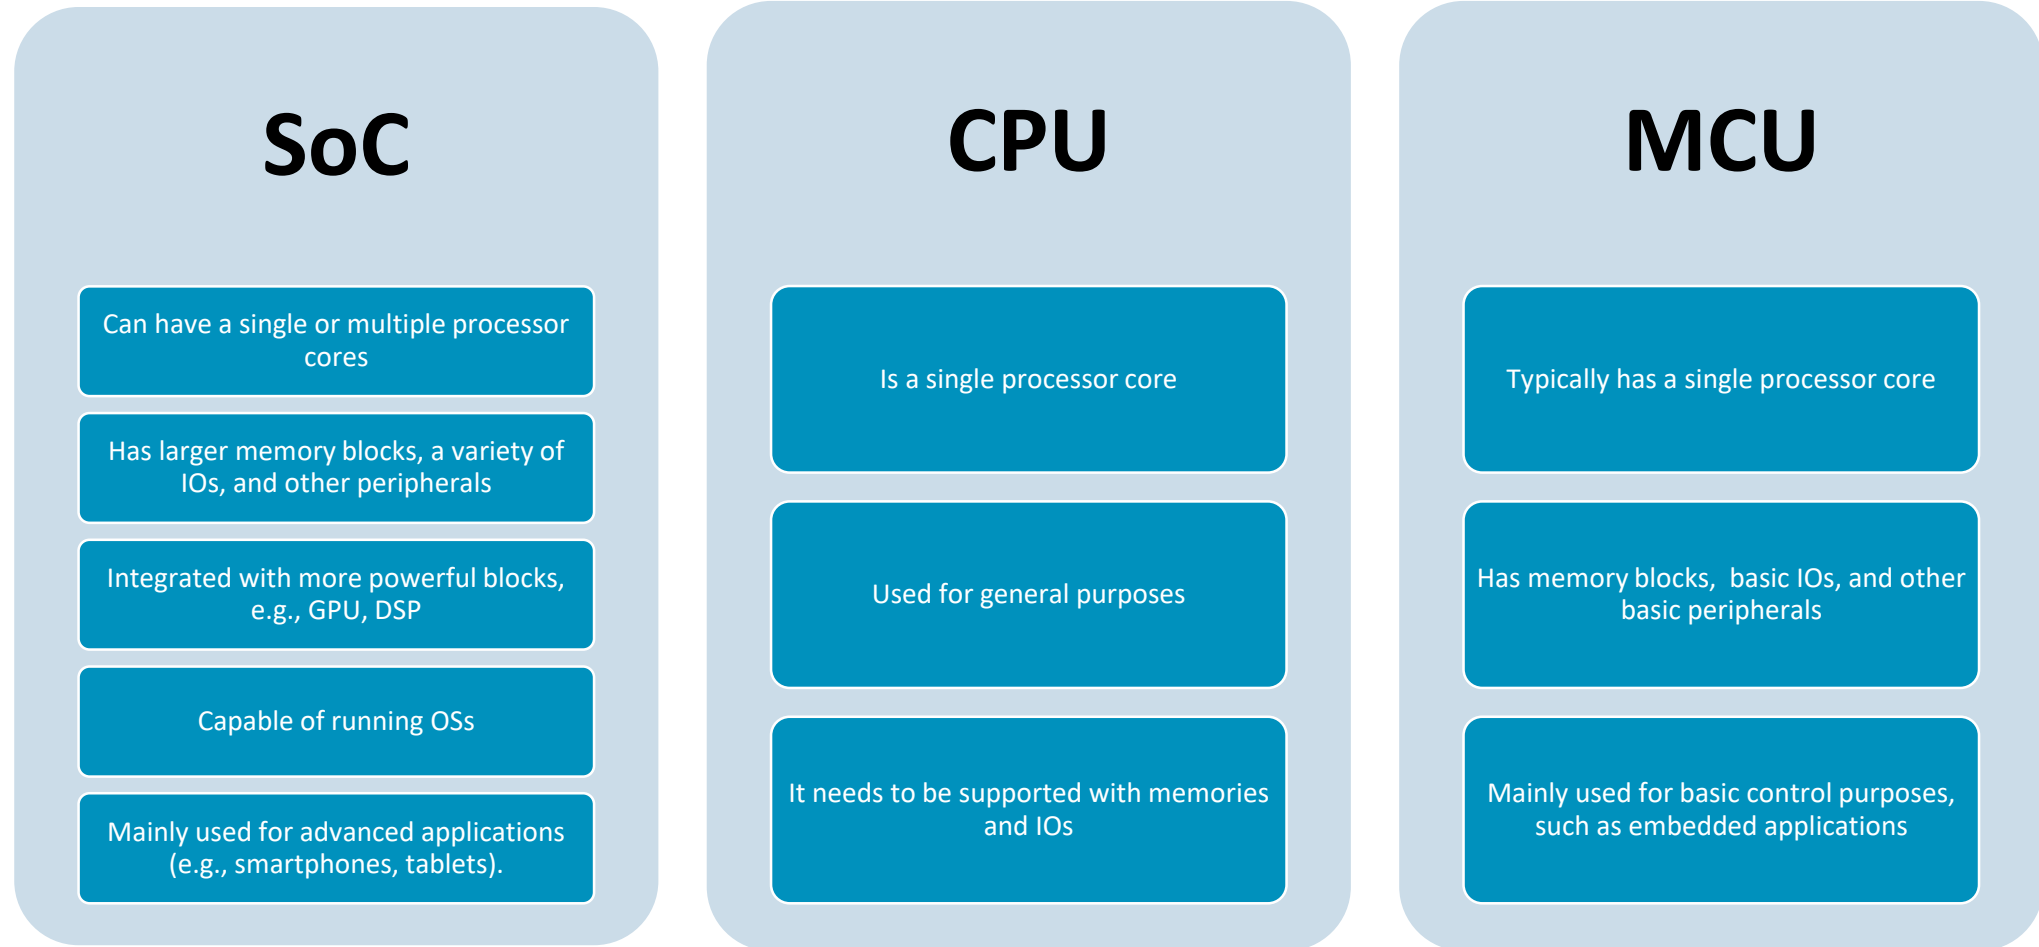 SoC
Can have a single or multiple processor
cores
Has larger memory blocks, a variety of
IOs, and other peripherals
Integrated with more powerful blocks,
e.g., GPU, DSP
Capable of running OSs
Mainly used for advanced applications
(e.g., smartphones, tablets).
CPU
Is a single processor core
Used for general purposes
It needs to be supported with memories
and IOs
MCU
Typically has a single processor core
Has memory blocks,  basic IOs, and other
basic peripherals
Mainly used for basic control purposes,
such as embedded applications